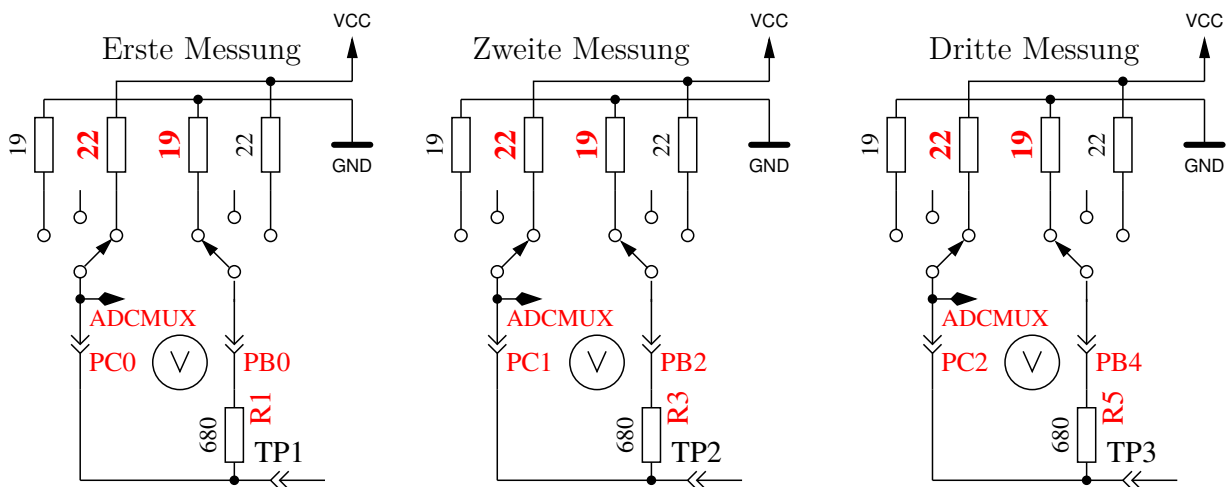 Erste Messung
VCC
19
22
19
22
GND
ADCMUX
PC0
V
PB0
R1
680
TP1
Zweite Messung
VCC
19
22
19
22
GND
ADCMUX
PC1
V
PB2
R3
680
TP2
Dritte Messung
VCC
19
22
19
22
GND
ADCMUX
PC2
V
PB4
R5
680
TP3